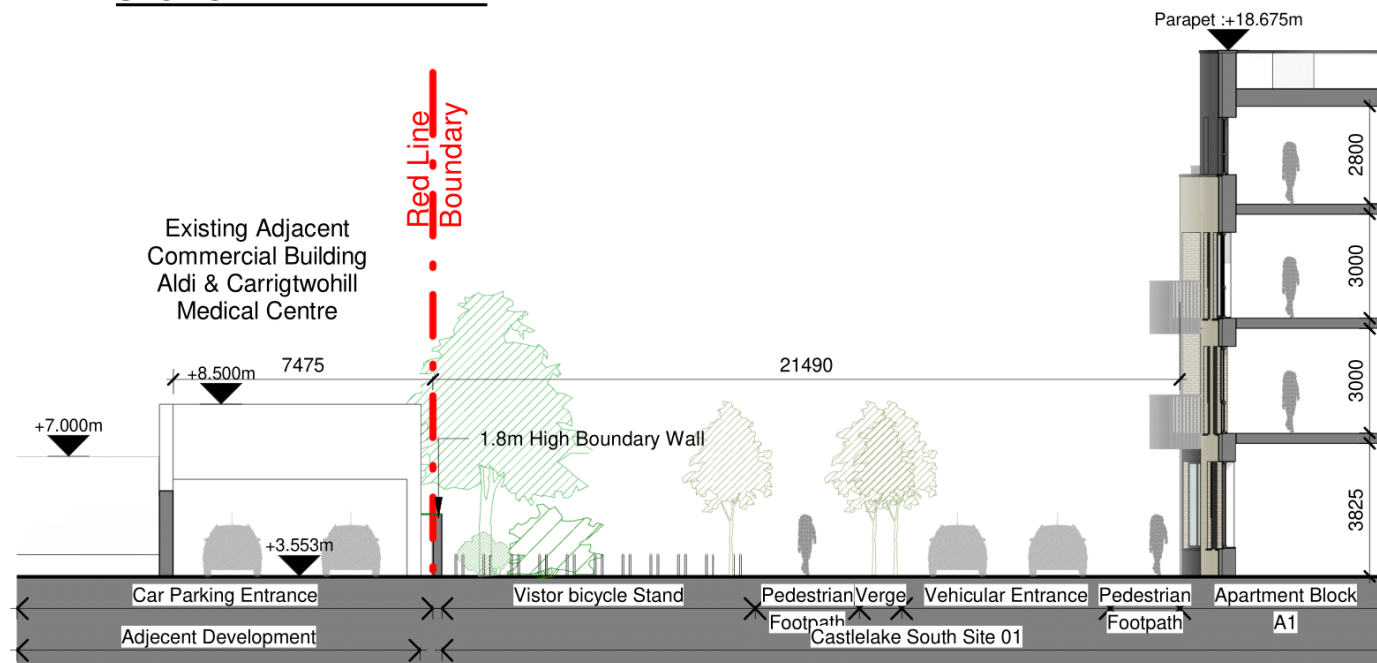 Parapet :+18.675m
Red Line
Boundary
Existing Adjacent
Commercial Building
Aldi & Carrigtwohill
Medical Centre
7475
21490
+8.500m
+7.000m
1.8m High Boundary Wall
+3.553m
2800
3000
3000
3825
Car Parking Entrance
Vistor bicycle Stand
Pedestrian
Footpath
Verge
Vehicular Entrance
Pedestrian
Footpath
Apartment Block
A1
Adjecent Development
Castlelake South Site 01